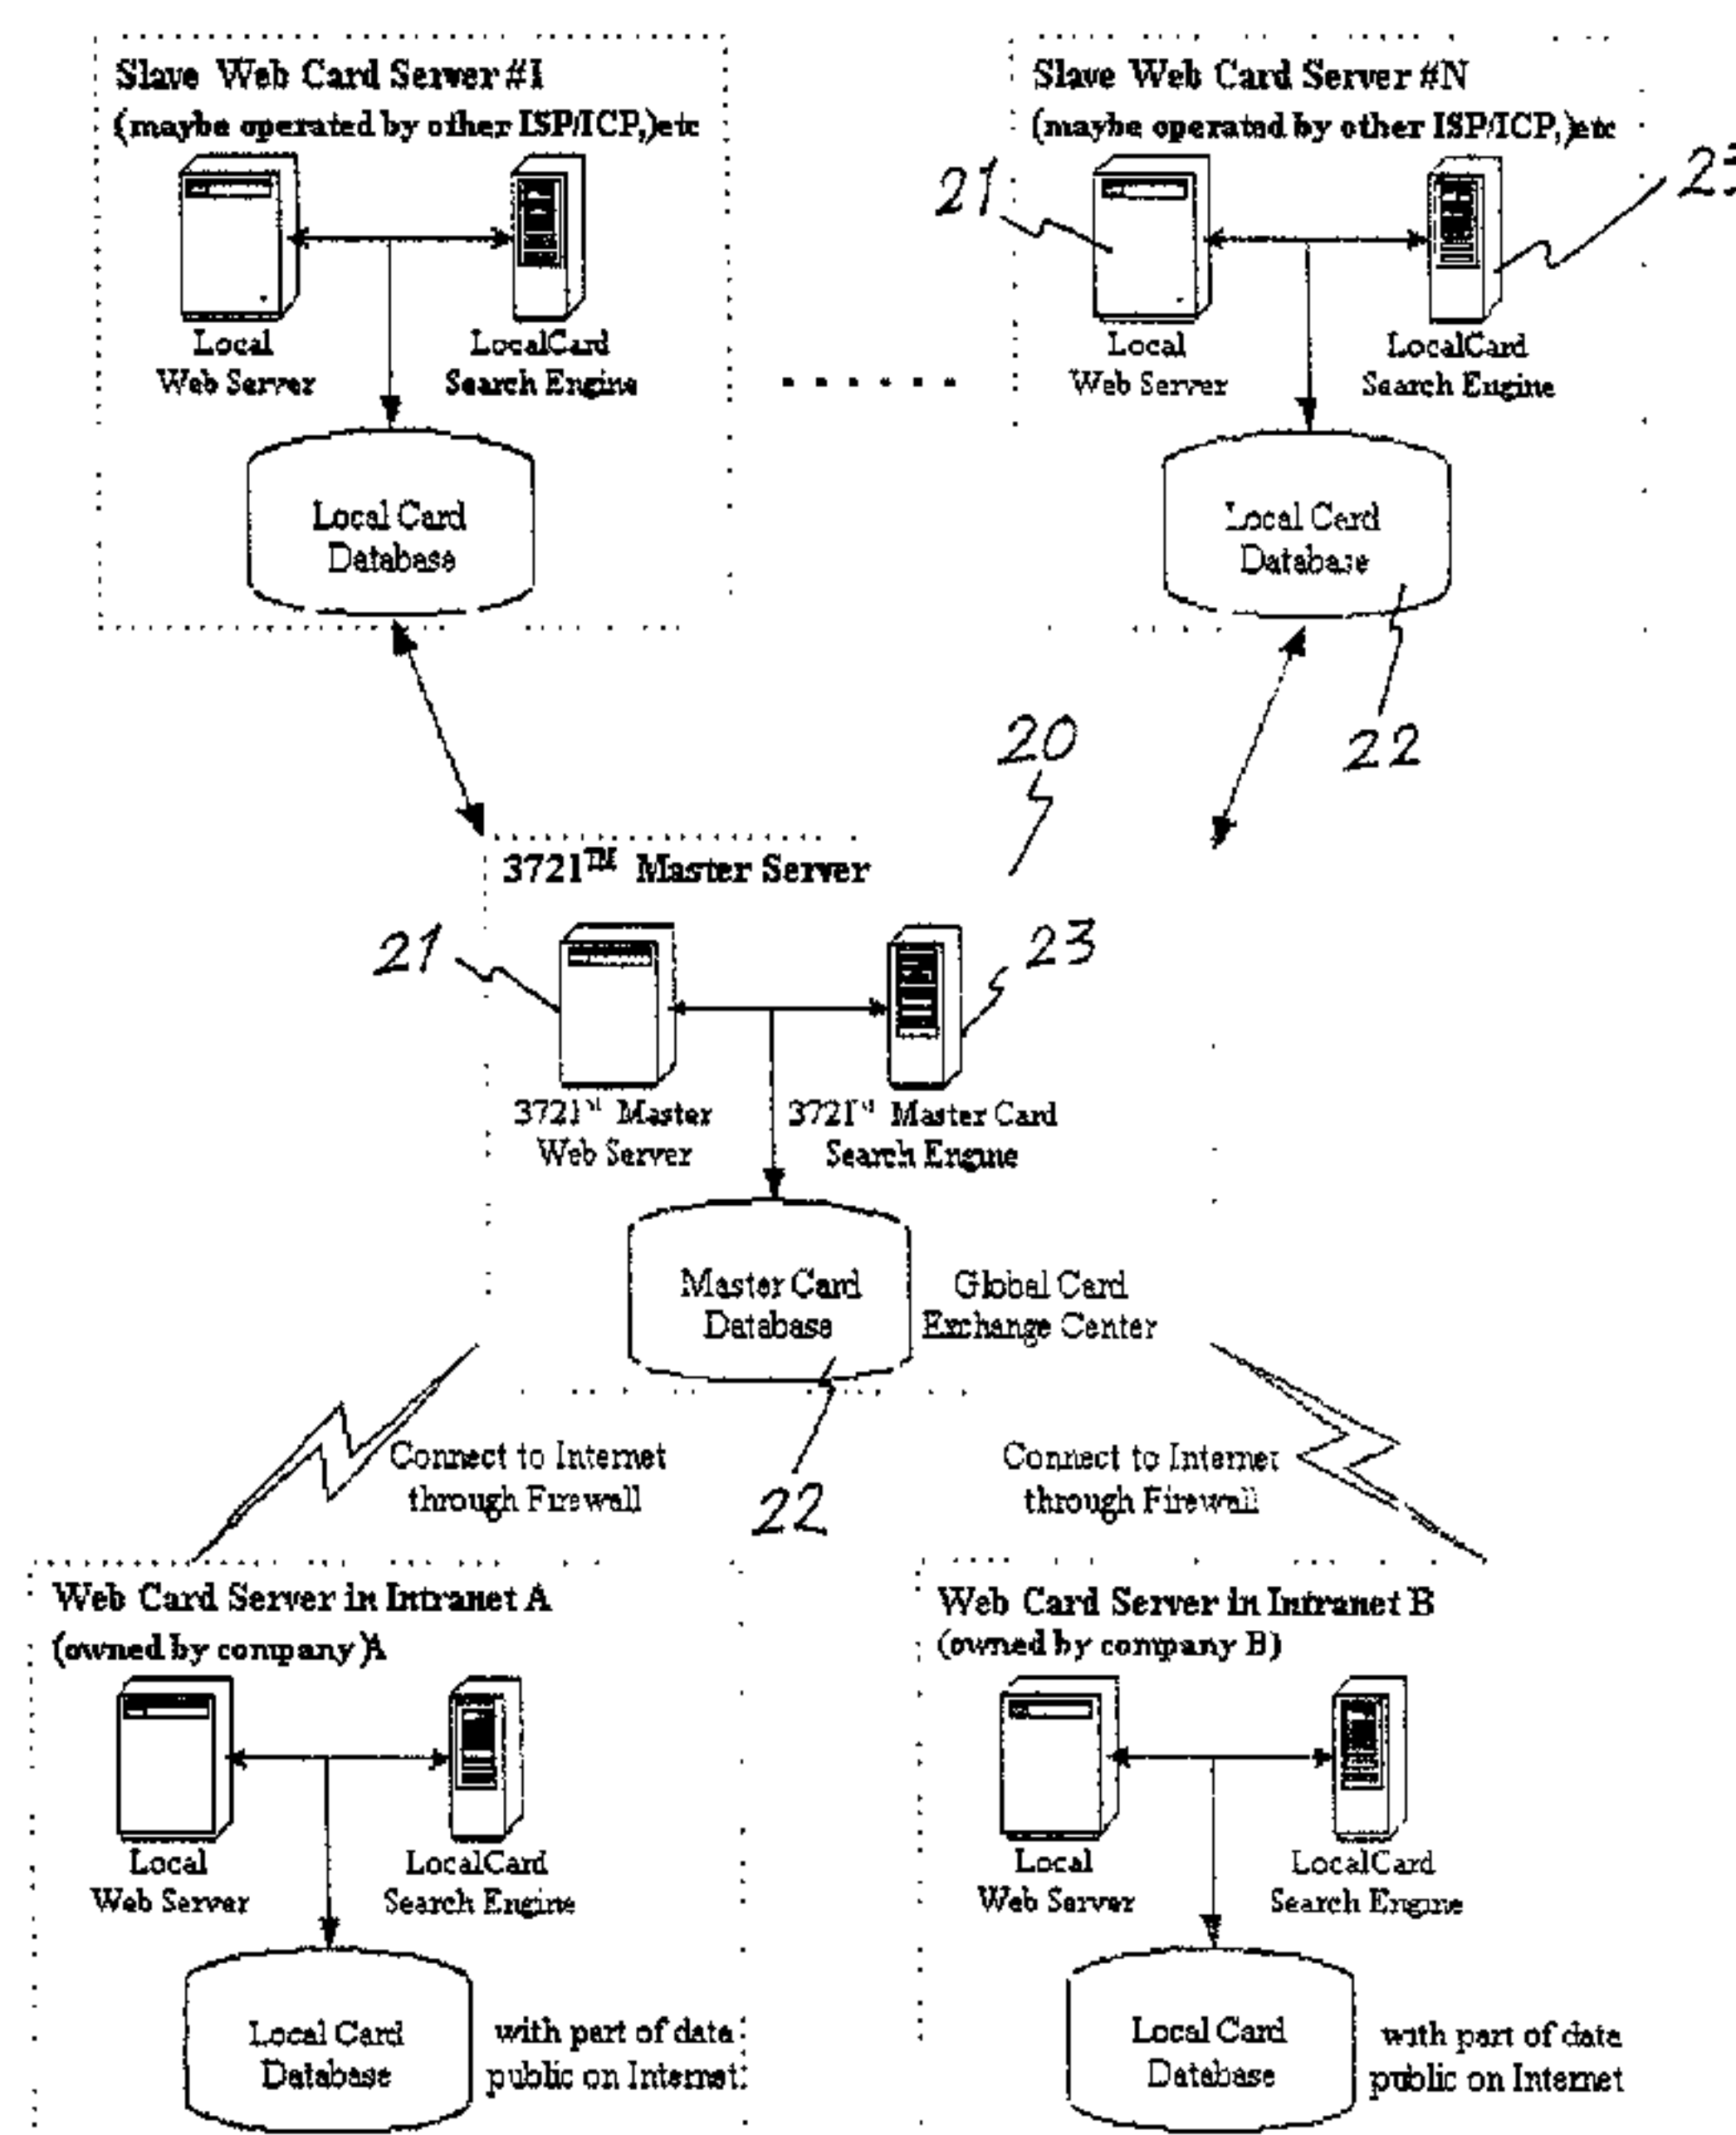 Slave Web Card Server #1
(maybe operated by other ISP/ICP,)etc
Local
Web Server
LocalCard
Search Engine
Local Card
Database
......
Slave Web Card Server #N
(maybe operated by other ISP/ICP,)etc
21
Local
Web Server
LocalCard
Search Engine
Local Card
Database
22
20
3721™ Master Server
21
23
3721 Master
Web Server
3721 Master Card
Search Engine
Master Card
Database
Global Card
Exchange Center
22
Connect to Internet
through Firewall
Connect to Internet
through Firewall
Web Card Server in Intranet A
(owned by company )A
Local
Web Server
LocalCard
Search Engine
Local Card
Database
with part of data
public on Internet
Web Card Server in Intranet B
(owned by company B)
Local
Web Server
LocalCard
Search Engine
Local Card
Database
with part of data
public on Internet